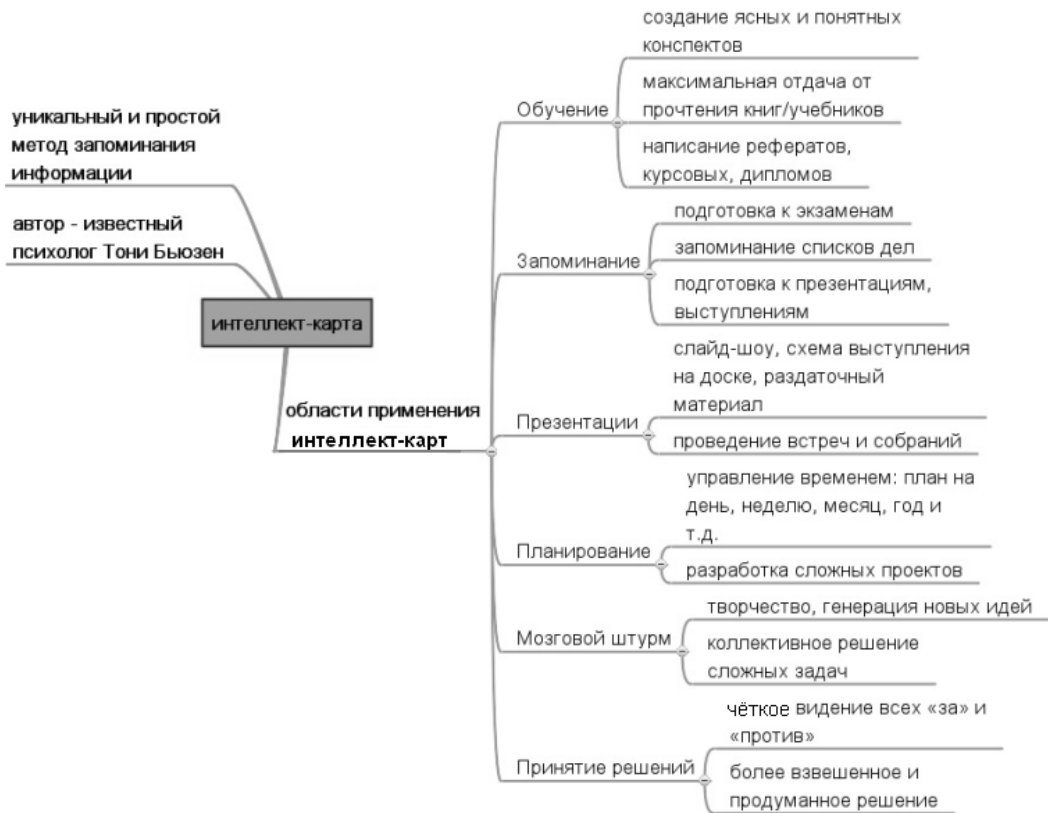 уникальный и простой
метод запоминания
информации
автор - известный
психолог Тони Бьюзен
интеллект-карта
области применения
интеллект-карт
Обучение
создание ясных и понятных
конспектов
максимальная отдача от
прочтения книг/учебников
написание рефератов,
курсовых, дипломов
Запоминание
подготовка к экзаменам
запоминание списков дел
подготовка к презентациям,
выступлениям
Презентации
слайд-шоу, схема выступления
на доске, раздаточный
материал
проведение встреч и собраний
Планирование
управление временем: план на
день, неделю, месяц, год и
т.д.
разработка сложных проектов
Мозговой штурм
творчество, генерация новых идей
коллективное решение
сложных задач
Принятие решений
чёткое видение всех «за» и
«против»
более взвешенное и
продуманное решение